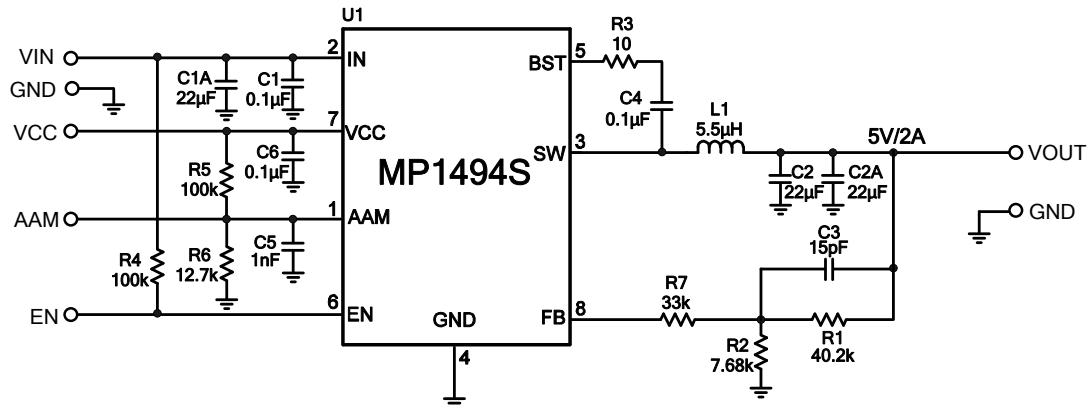 U1
VIN
2
IN
C1A
22µF
C1
0.1µF
GND
VCC
7
VCC
R5
100k
C6
0.1µF
AAM
1
AAM
R4
100k
R6
12.7k
C5
1nF
EN
6
EN
MP1494S
GND
4
BST
5
R3
10
C4
0.1µF
SW
3
L1
5.5µH
5V/2A
VOUT
C2
22µF
C2A
22µF
GND
C3
15pF
FB
8
R7
33k
R2
7.68k
R1
40.2k